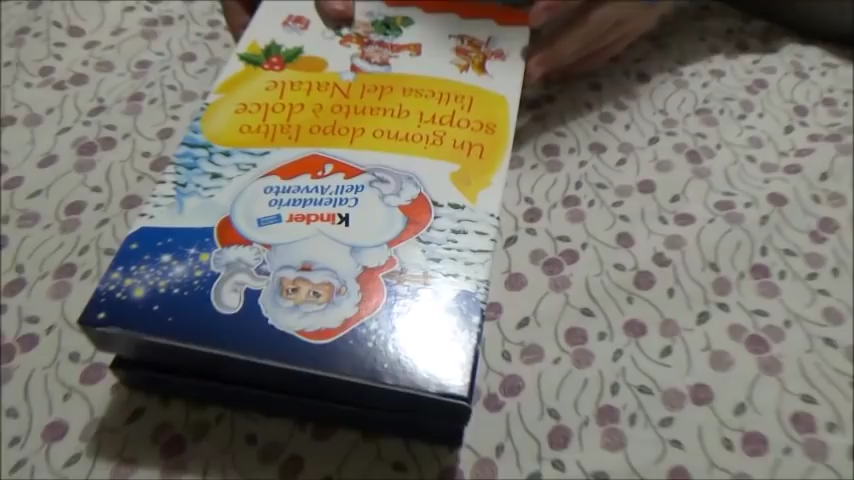 Kinder
Calendario
dell'Avvento
Un giorno dopo l'altro
scopri quanto è dolce
l'attesa del Natale